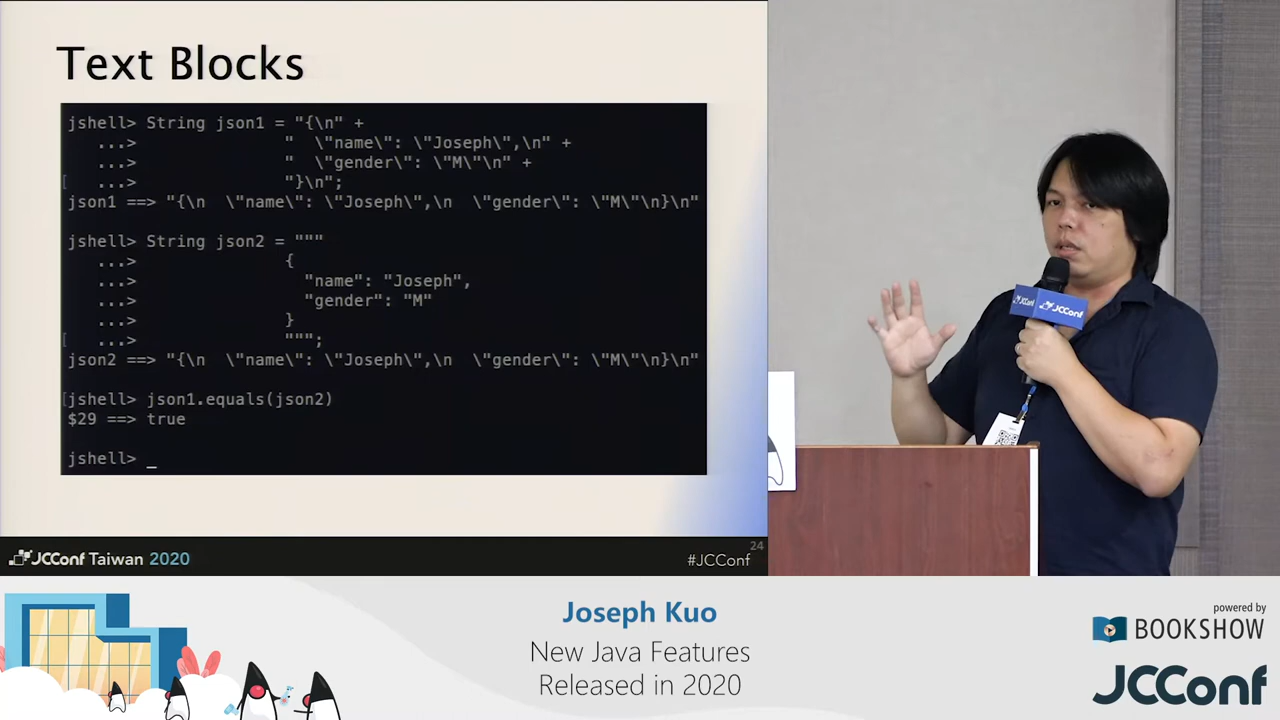 Text Blocks
jshell> String json1 = "{\n" +
...> "  \"name\": \"Joseph\",\n" +
...> "  \"gender\": \"M\"\n" +
[ ...> "}\n";
json1 ==> "{\n  \"name\": \"Joseph\",\n  \"gender\": \"M\"\n}\n"
jshell> String json2 = """
...> {
...>   "name": "Joseph",
...>   "gender": "M"
...> }
[ ...> """;
json2 ==> "{\n  \"name\": \"Joseph\",\n  \"gender\": \"M\"\n}\n"
[jshell> json1.equals(json2)
$29 ==> true
jshell> _
JCConf Taiwan 2020
#JCConf
24
JCConf
JCConf
Joseph Kuo
New Java Features
Released in 2020
powered by
BOOKSHOW
JCConf